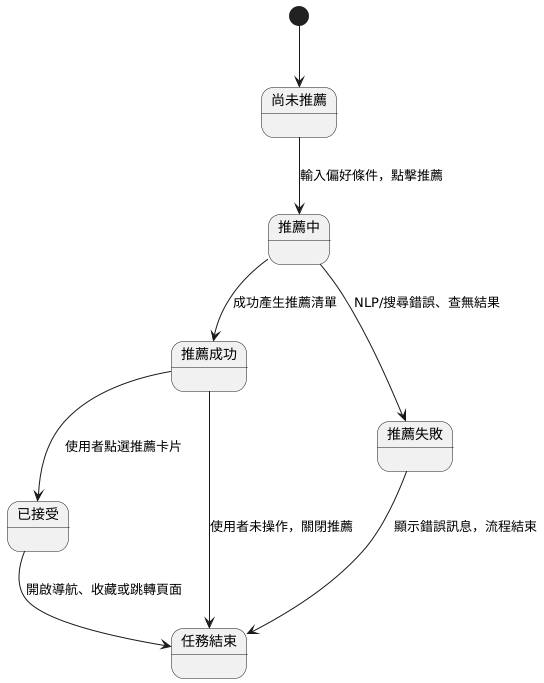 尚未推薦
輸入偏好條件，點擊推薦
推薦中
成功產生推薦清單
NLP/搜尋錯誤、查無結果
推薦成功
推薦失敗
使用者點選推薦卡片
已接受
使用者未操作，關閉推薦
顯示錯誤訊息，流程結束
開啟導航、收藏或跳轉頁面
任務結束